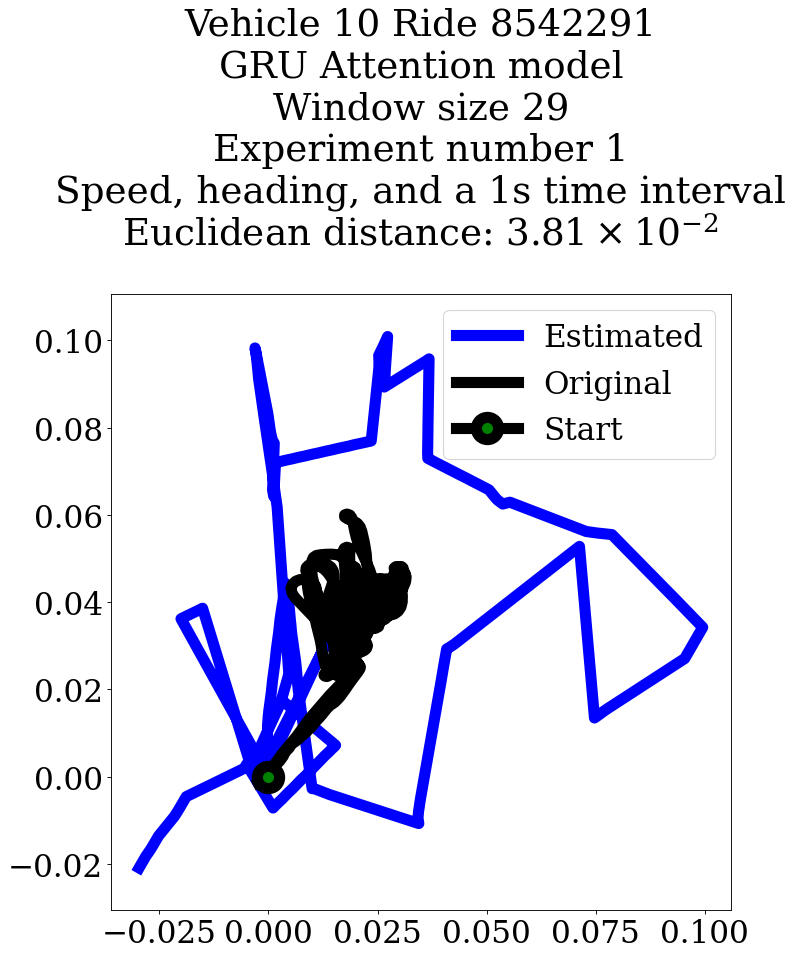 Vehicle 10 Ride 8542291
GRU Attention model
Window size 29
Experiment number 1
Speed, heading, and a 1s time interval
Euclidean distance: 3.81 × 10⁻²
Estimated
Original
Start
0.10
0.08
0.06
0.04
0.02
0.00
−0.02
−0.025 0.000 0.025 0.050 0.075 0.100